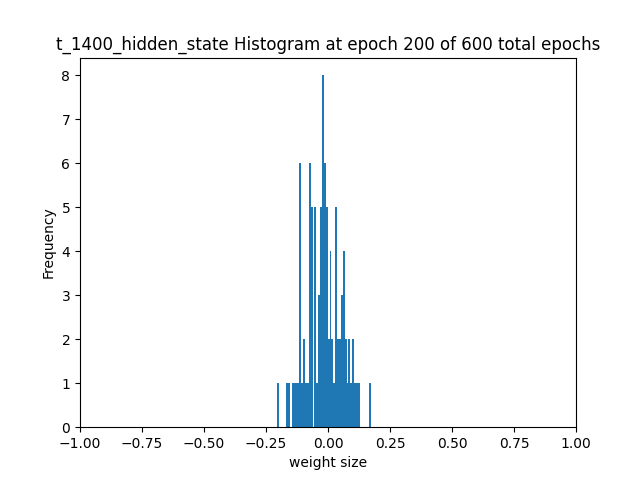 t_1400_hidden_state Histogram at epoch 200 of 600 total epochs
8
7
6
5
4
3
2
1
0
Frequency
−1.00 −0.75 −0.50 −0.25 0.00 0.25 0.50 0.75 1.00
weight size